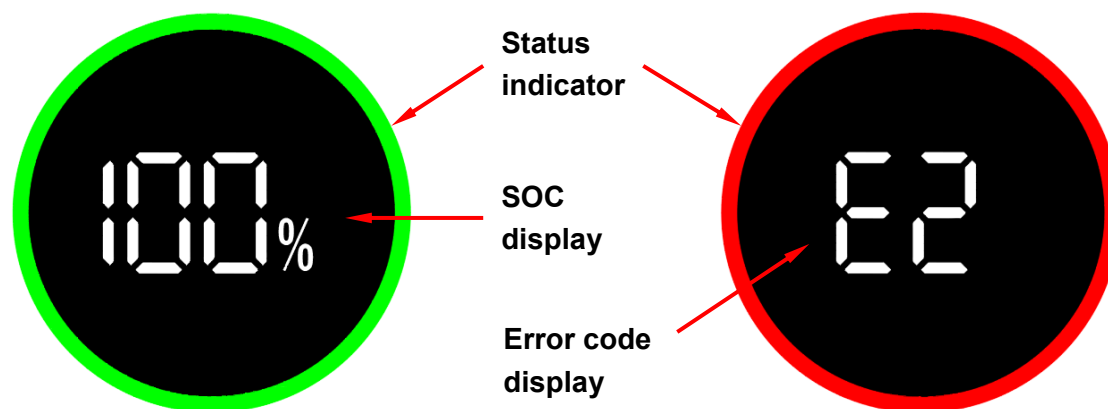 Status
indicator
100%
SOC
display
E2
Error code
display